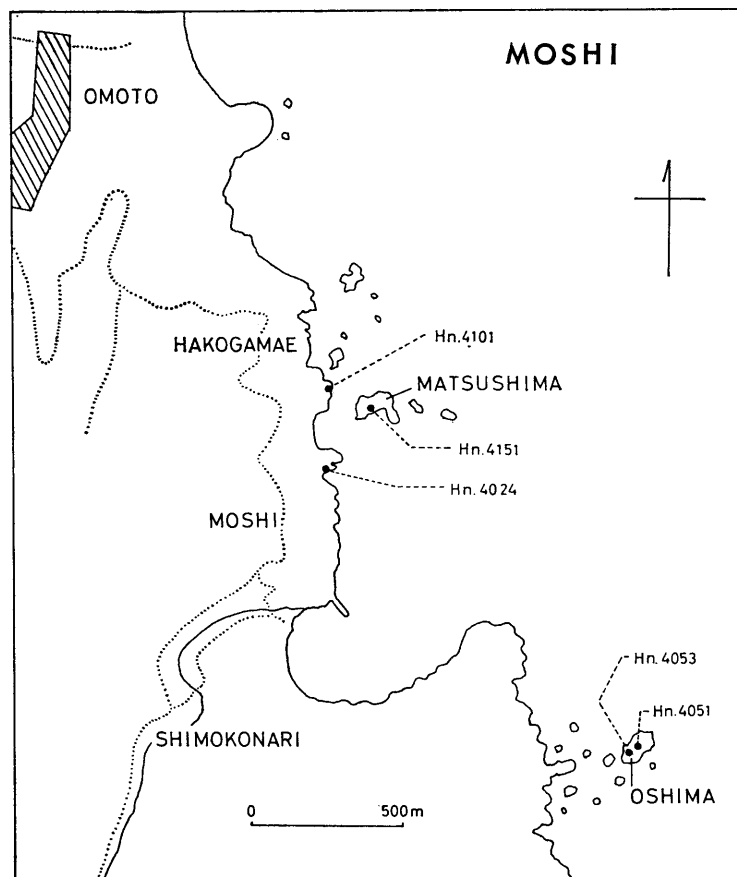 MOSHI
OMOTO
HAKOGAMAE
Hn.4101
MATSUSHIMA
Hn.4151
Hn.4024
MOSHI
Hn.4053
Hn.4051
SHIMOKONARI
OSHIMA
0 500m